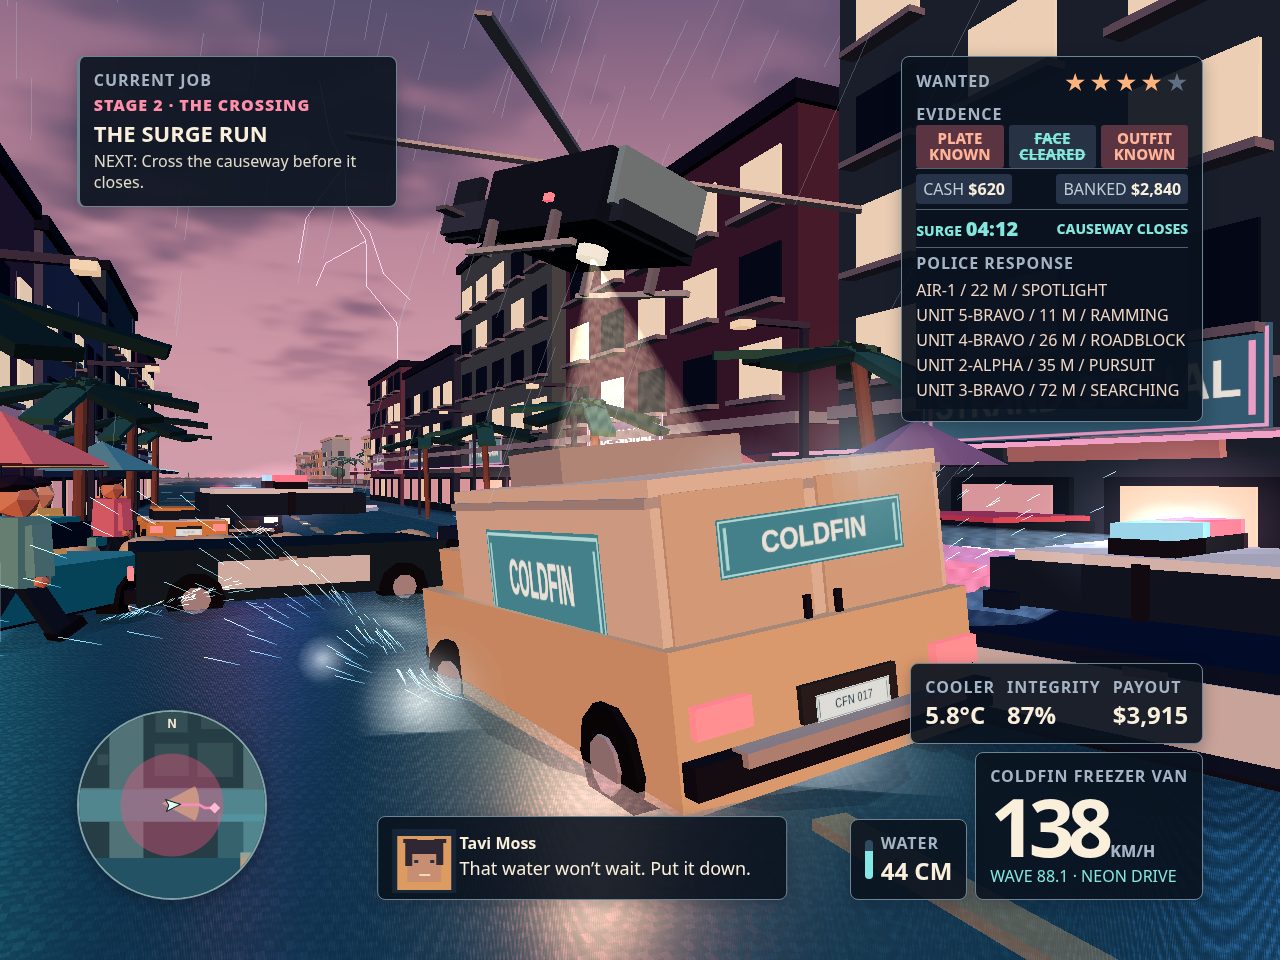 CURRENT JOB
STAGE 2 · THE CROSSING
THE SURGE RUN
NEXT: Cross the causeway before it
closes.
WANTED ★★★★★
EVIDENCE
PLATE KNOWN
FACE CLEARED
OUTFIT KNOWN
CASH $620
BANKED $2,840
SURGE 04:12
CAUSEWAY CLOSES
POLICE RESPONSE
AIR-1 / 22 M / SPOTLIGHT
UNIT 5-BRAVO / 11 M / RAMMING
UNIT 4-BRAVO / 26 M / ROADBLOCK
UNIT 2-ALPHA / 35 M / PURSUIT
UNIT 3-BRAVO / 72 M / SEARCHING
AL
COLDFIN
COLDFIN
CFN 017
COOLER INTEGRITY PAYOUT
5.8°C 87% $3,915
N
Tavi Moss
That water won’t wait. Put it down.
WATER
44 CM
COLDFIN FREEZER VAN
138 KM/H
WAVE 88.1 · NEON DRIVE